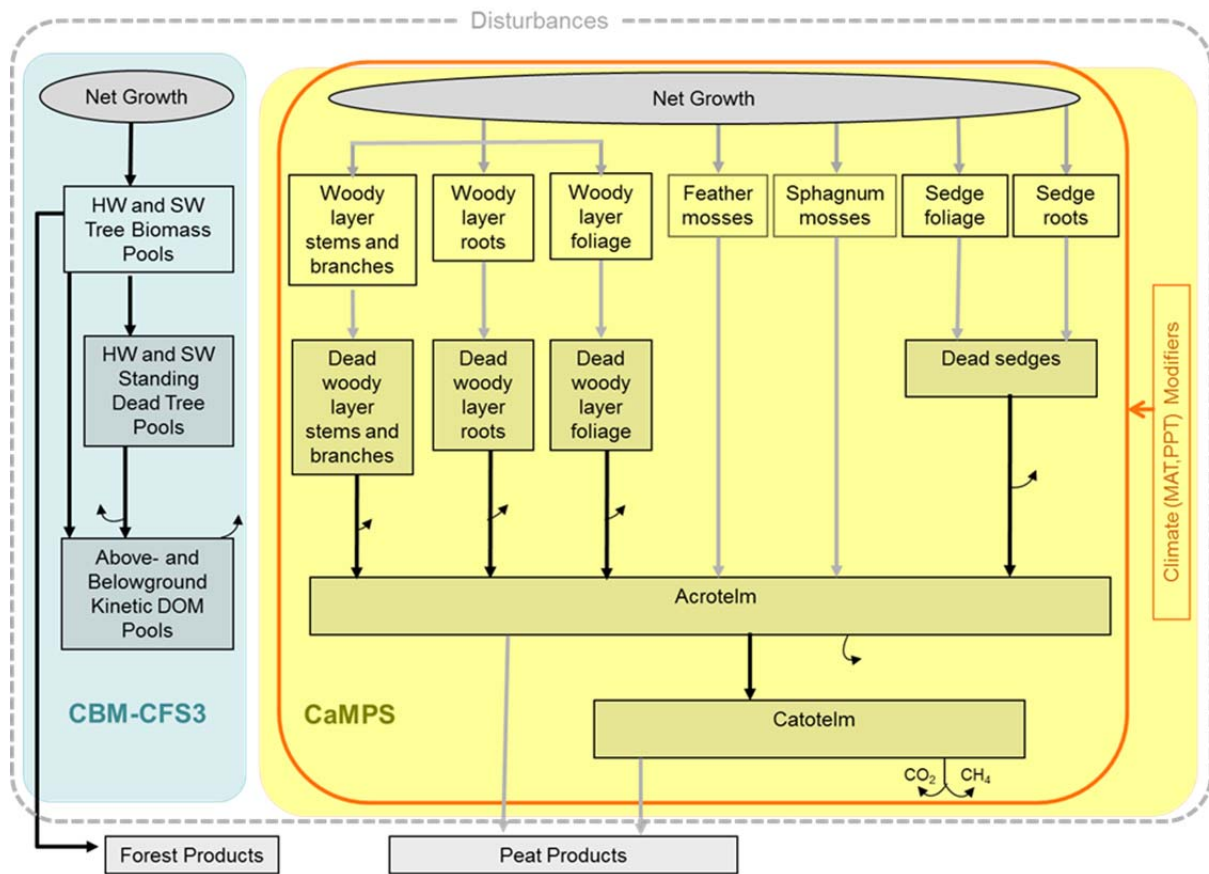 Disturbances
Net Growth
HW and SW
Tree Biomass
Pools
HW and SW
Standing
Dead Tree
Pools
Above- and
Belowground
Kinetic DOM
Pools
CBM-CFS3
Net Growth
Woody
layer
stems and
branches
Woody
layer
roots
Woody
layer
foliage
Feather
mosses
Sphagnum
mosses
Sedge
foliage
Sedge
roots
Dead
woody
layer
stems and
branches
Dead
woody
layer
roots
Dead
woody
layer
foliage
Dead sedges
Acrotelm
Catotelm
CO2
CH4
CaMPS
Climate (MAT,PPT) Modifiers
Forest Products
Peat Products